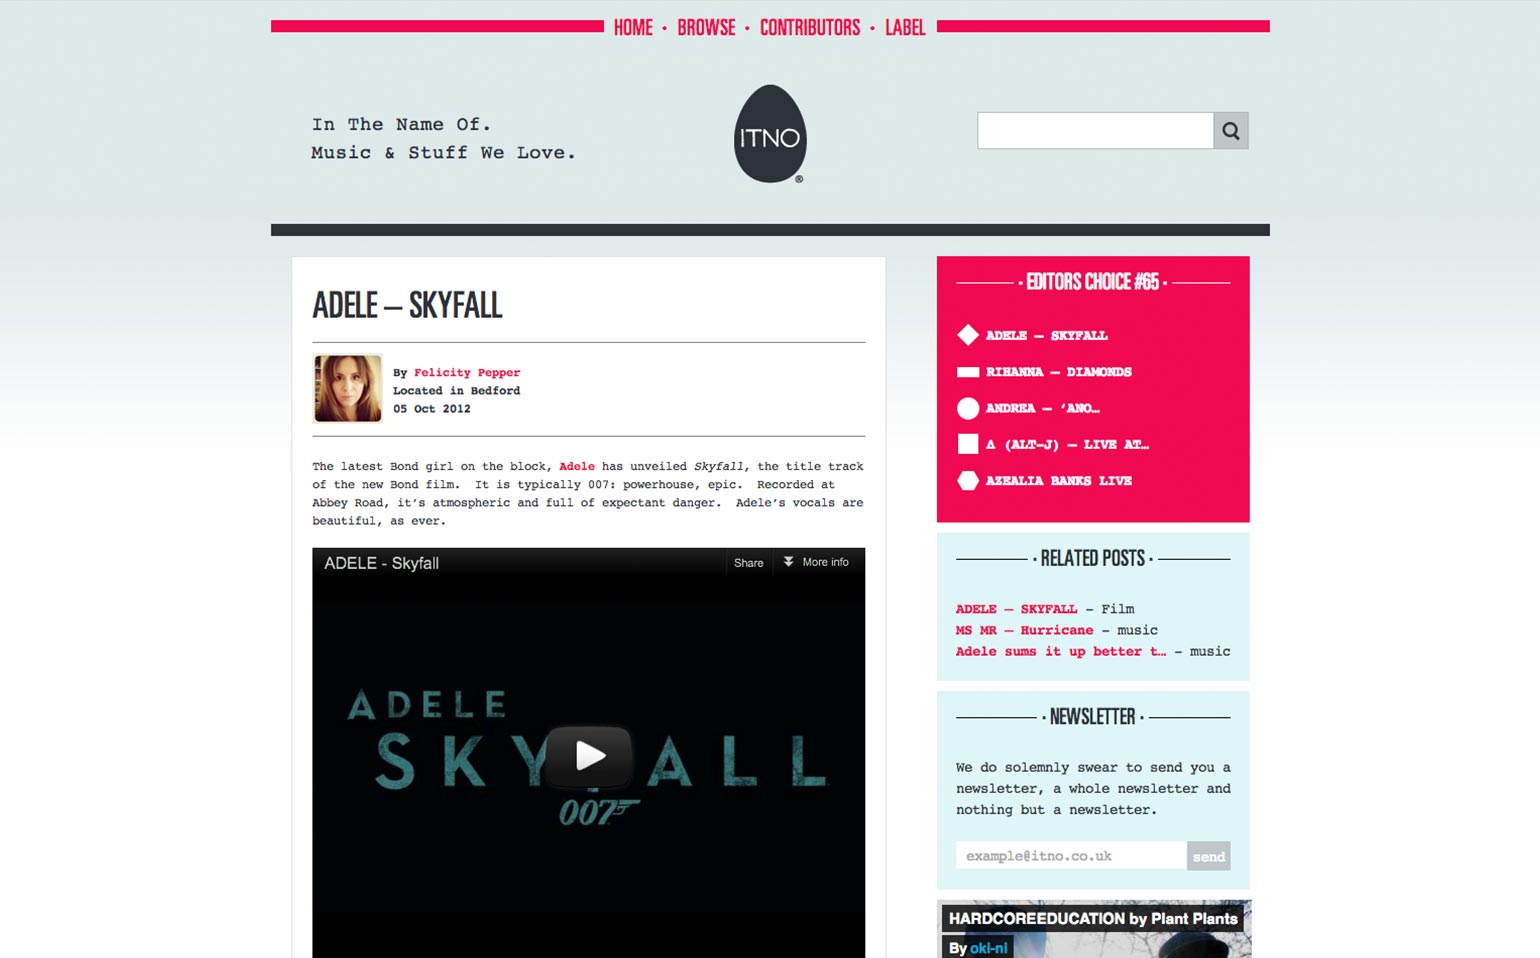 HOME • BROWSE • CONTRIBUTORS • LABEL
In The Name Of.
Music & Stuff We Love.
ITNO
®
ADELE – SKYFALL
By Felicity Pepper
Located in Bedford
05 Oct 2012
The latest Bond girl on the block, Adele has unveiled Skyfall, the title track
of the new Bond film. It is typically 007: powerhouse, epic. Recorded at
Abbey Road, it's atmospheric and full of expectant danger. Adele's vocals are
beautiful, as ever.
ADELE - Skyfall
Share
More info
ADELE
SKYFALL
007
· EDITORS CHOICE #65 ·
ADELE – SKYFALL
RIHANNA – DIAMONDS
ANDREA – 'ANO…
Δ (ALT-J) – LIVE AT…
AZEALIA BANKS LIVE
· RELATED POSTS ·
ADELE – SKYFALL - Film
MS MR – Hurricane - music
Adele sums it up better t… - music
· NEWSLETTER ·
We do solemnly swear to send you a
newsletter, a whole newsletter and
nothing but a newsletter.
example@itno.co.uk
send
HARDCOREEDUCATION by Plant Plants
By oki-ni